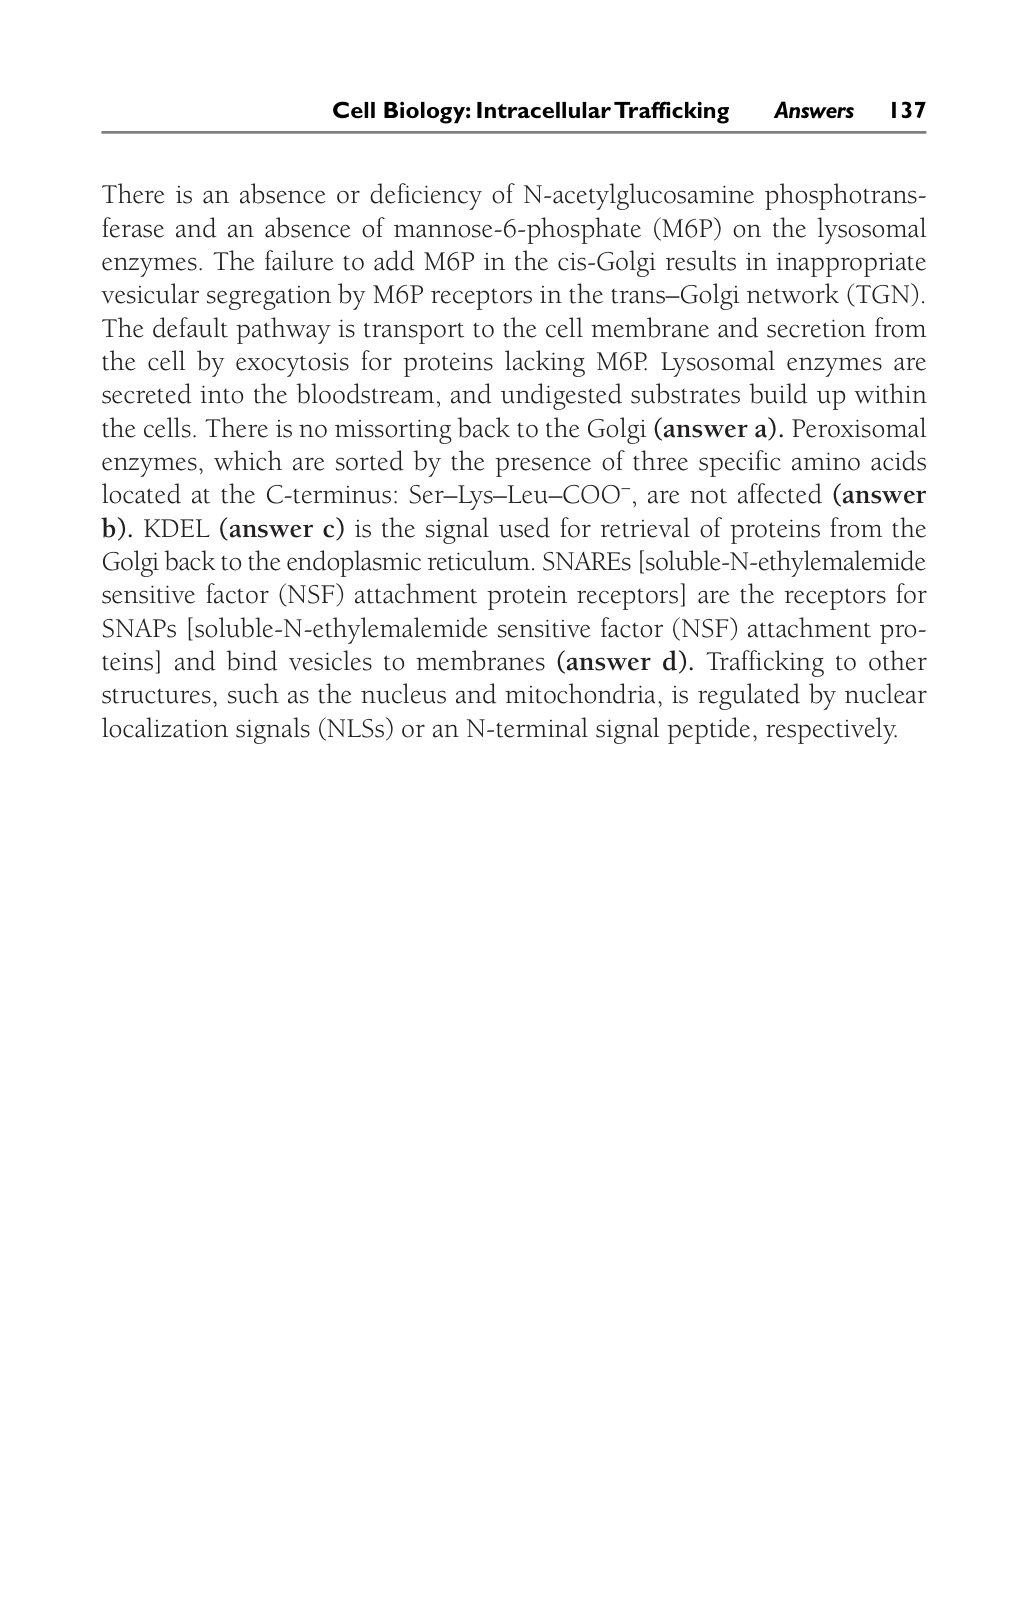 Cell Biology: Intracellular Trafficking Answers 137
There is an absence or deficiency of N-acetylglucosamine phosphotrans-
ferase and an absence of mannose-6-phosphate (M6P) on the lysosomal
enzymes. The failure to add M6P in the cis-Golgi results in inappropriate
vesicular segregation by M6P receptors in the trans–Golgi network (TGN).
The default pathway is transport to the cell membrane and secretion from
the cell by exocytosis for proteins lacking M6P. Lysosomal enzymes are
secreted into the bloodstream, and undigested substrates build up within
the cells. There is no missorting back to the Golgi (answer a). Peroxisomal
enzymes, which are sorted by the presence of three specific amino acids
located at the C-terminus: Ser–Lys–Leu–COO⁻, are not affected (answer
b). KDEL (answer c) is the signal used for retrieval of proteins from the
Golgi back to the endoplasmic reticulum. SNAREs [soluble-N-ethylemalemide
sensitive factor (NSF) attachment protein receptors] are the receptors for
SNAPs [soluble-N-ethylemalemide sensitive factor (NSF) attachment pro-
teins] and bind vesicles to membranes (answer d). Trafficking to other
structures, such as the nucleus and mitochondria, is regulated by nuclear
localization signals (NLSs) or an N-terminal signal peptide, respectively.